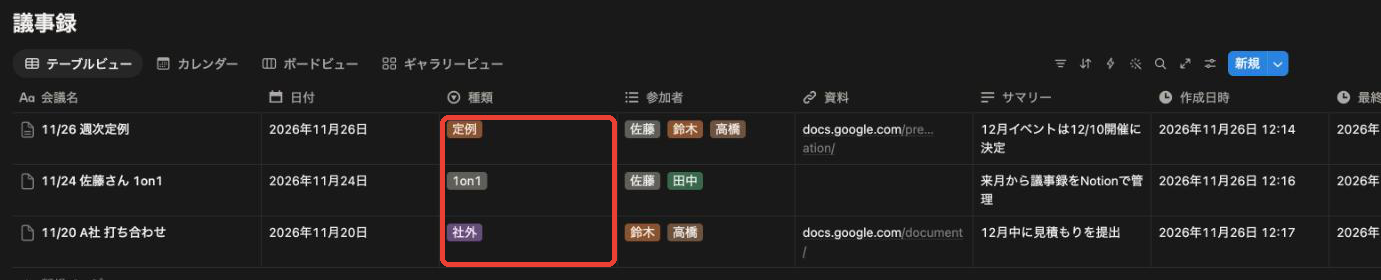 議事録
テーブルビュー カレンダー ボードビュー ギャラリービュー 新規
Aa 会議名 日付 種類 参加者 資料 サマリー 作成日時 最終
11/26 週次定例 2026年11月26日 定例 佐藤 鈴木 高橋 docs.google.com/pre... 12月イベントは12/10開催に 2026年11月26日 12:14 2026年
ation/ 決定
11/24 佐藤さん 1on1 2026年11月24日 1on1 佐藤 田中 来月から議事録をNotionで管 2026年11月26日 12:16 2026年
理
11/20 A社 打ち合わせ 2026年11月20日 社外 鈴木 高橋 docs.google.com/document 12月中に見積もりを提出 2026年11月26日 12:17 2026年
/